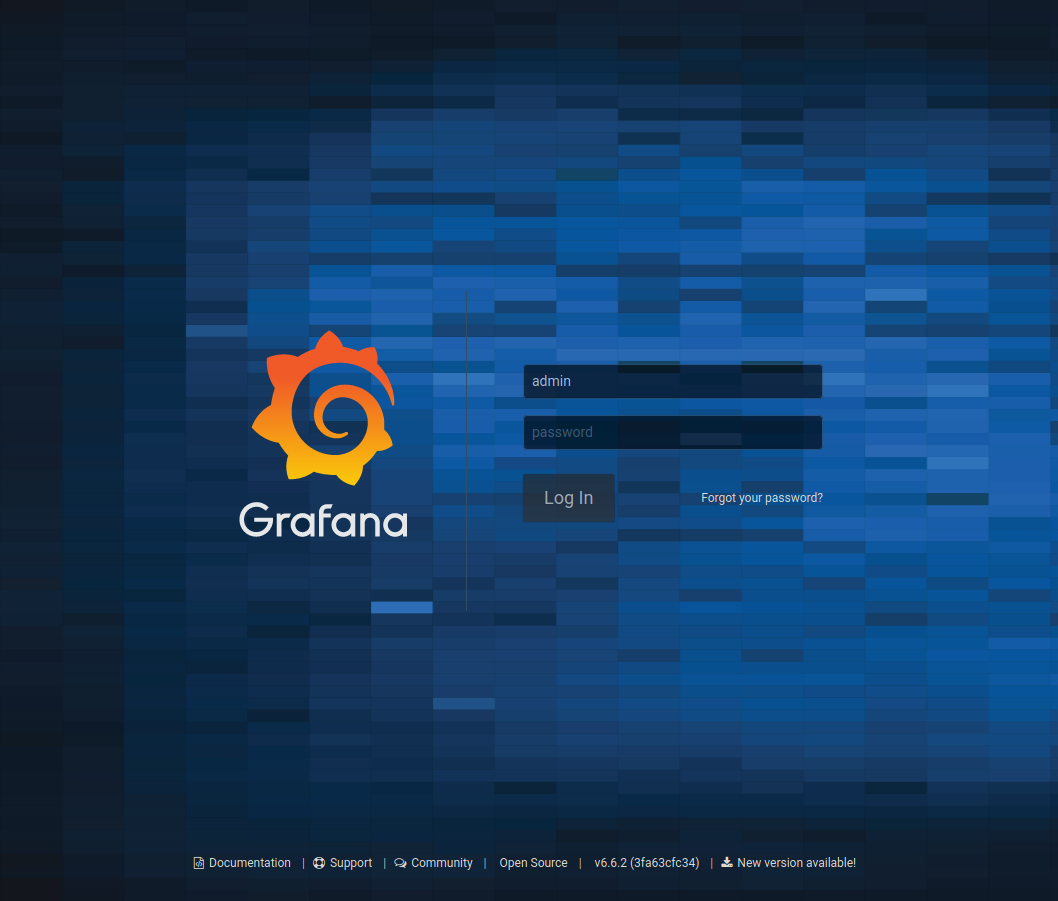 admin
password
Log In Forgot your password?
Grafana
Documentation | Support | Community | Open Source | v6.6.2 (3fa63cfc34) | New version available!